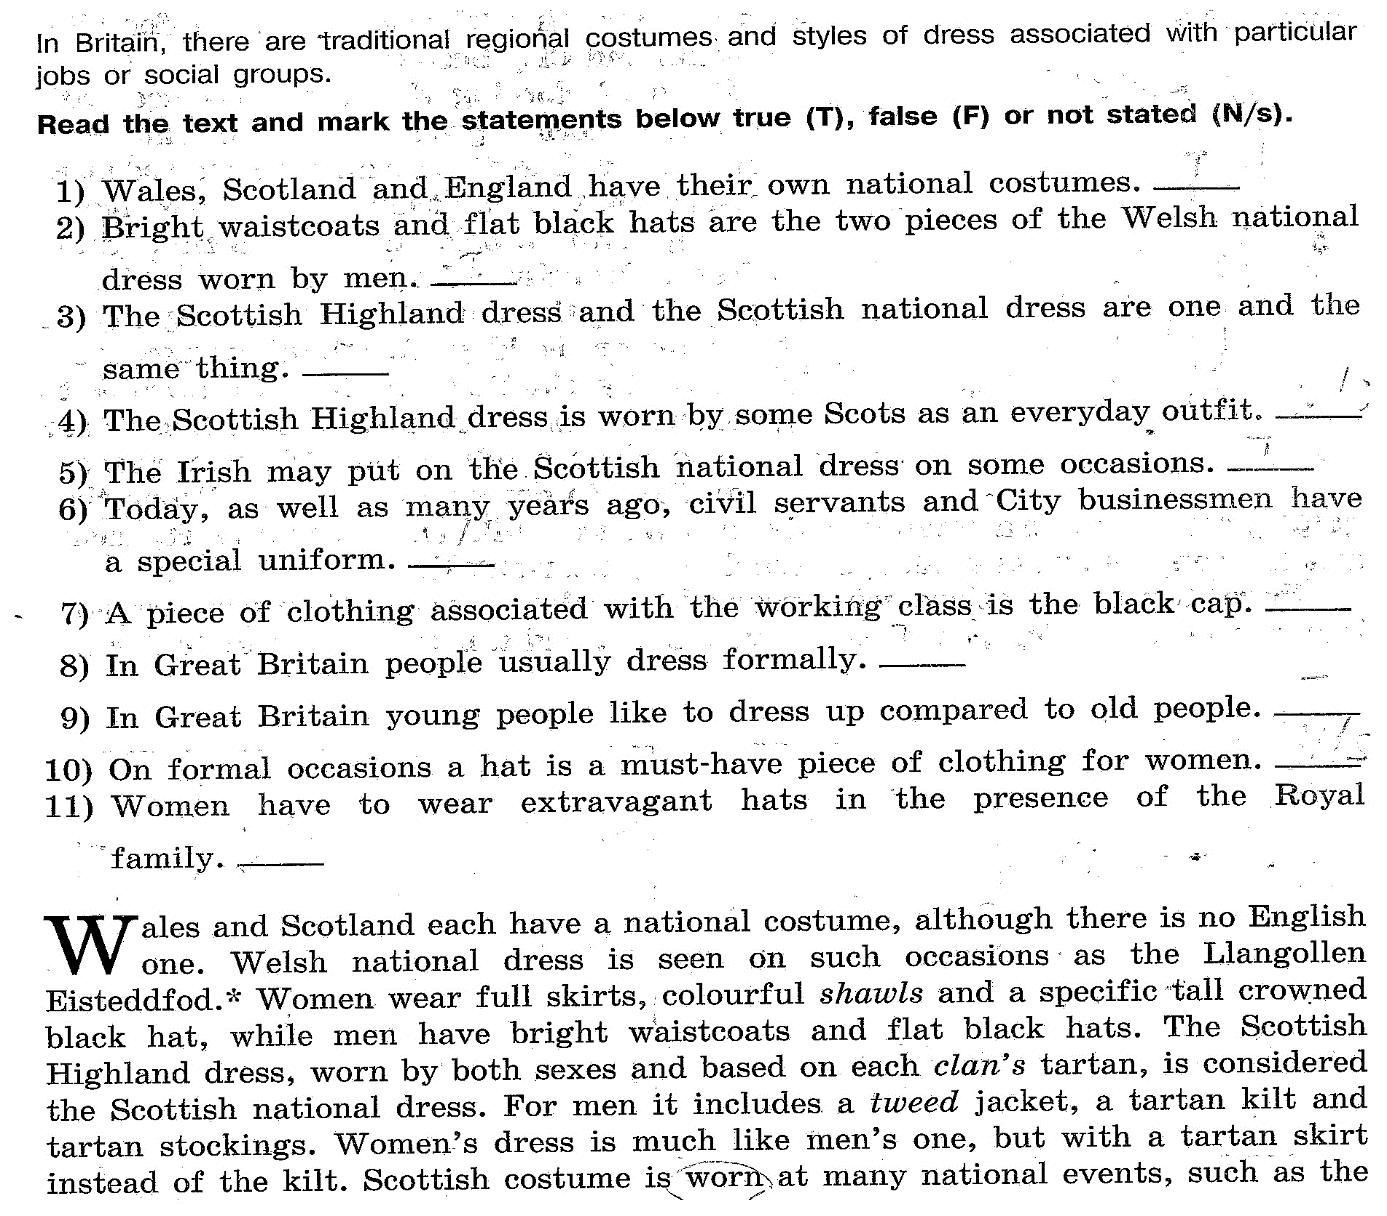 In Britain, there are traditional regional costumes and styles of dress associated with particular
jobs or social groups.
Read the text and mark the statements below true (T), false (F) or not stated (N/s).
1) Wales, Scotland and England have their own national costumes. ____
2) Bright waistcoats and flat black hats are the two pieces of the Welsh national
dress worn by men. ____
3) The Scottish Highland dress and the Scottish national dress are one and the
same thing. ____
4) The Scottish Highland dress is worn by some Scots as an everyday outfit. ____
5) The Irish may put on the Scottish national dress on some occasions. ____
6) Today, as well as many years ago, civil servants and City businessmen have
a special uniform. ____
7) A piece of clothing associated with the working class is the black cap. ____
8) In Great Britain people usually dress formally. ____
9) In Great Britain young people like to dress up compared to old people. ____
10) On formal occasions a hat is a must-have piece of clothing for women. ____
11) Women have to wear extravagant hats in the presence of the Royal
family. ____
Wales and Scotland each have a national costume, although there is no English
one. Welsh national dress is seen on such occasions as the Llangollen
Eisteddfod.* Women wear full skirts, colourful shawls and a specific tall crowned
black hat, while men have bright waistcoats and flat black hats. The Scottish
Highland dress, worn by both sexes and based on each clan's tartan, is considered
the Scottish national dress. For men it includes a tweed jacket, a tartan kilt and
tartan stockings. Women's dress is much like men's one, but with a tartan skirt
instead of the kilt. Scottish costume is worn at many national events, such as the